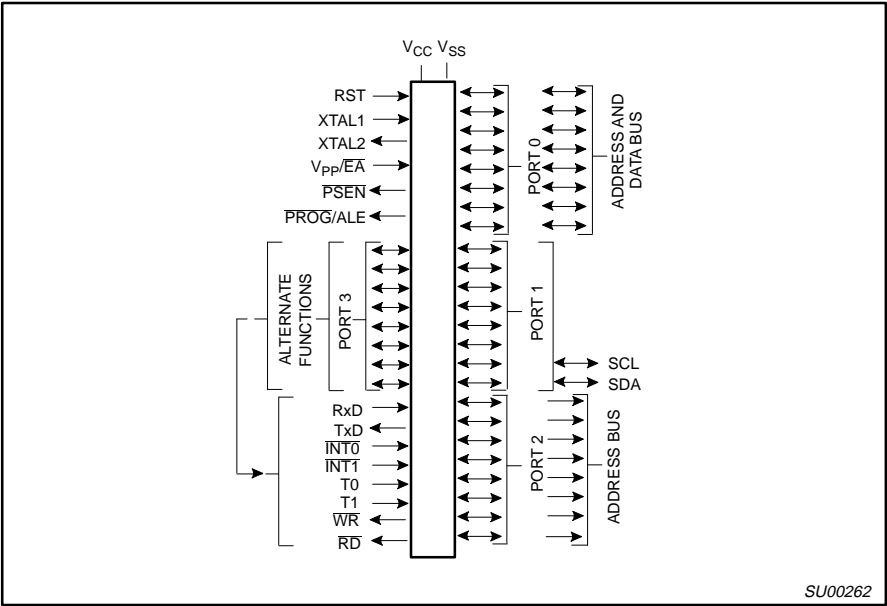 VCC VSS
RST
XTAL1
XTAL2
VPP/EA
PSEN
PROG/ALE
PORT 0
ADDRESS AND
DATA BUS
ALTERNATE
FUNCTIONS
PORT 3
PORT 1
SCL
SDA
RxD
TxD
INT0
INT1
T0
T1
WR
RD
PORT 2
ADDRESS BUS
SU00262